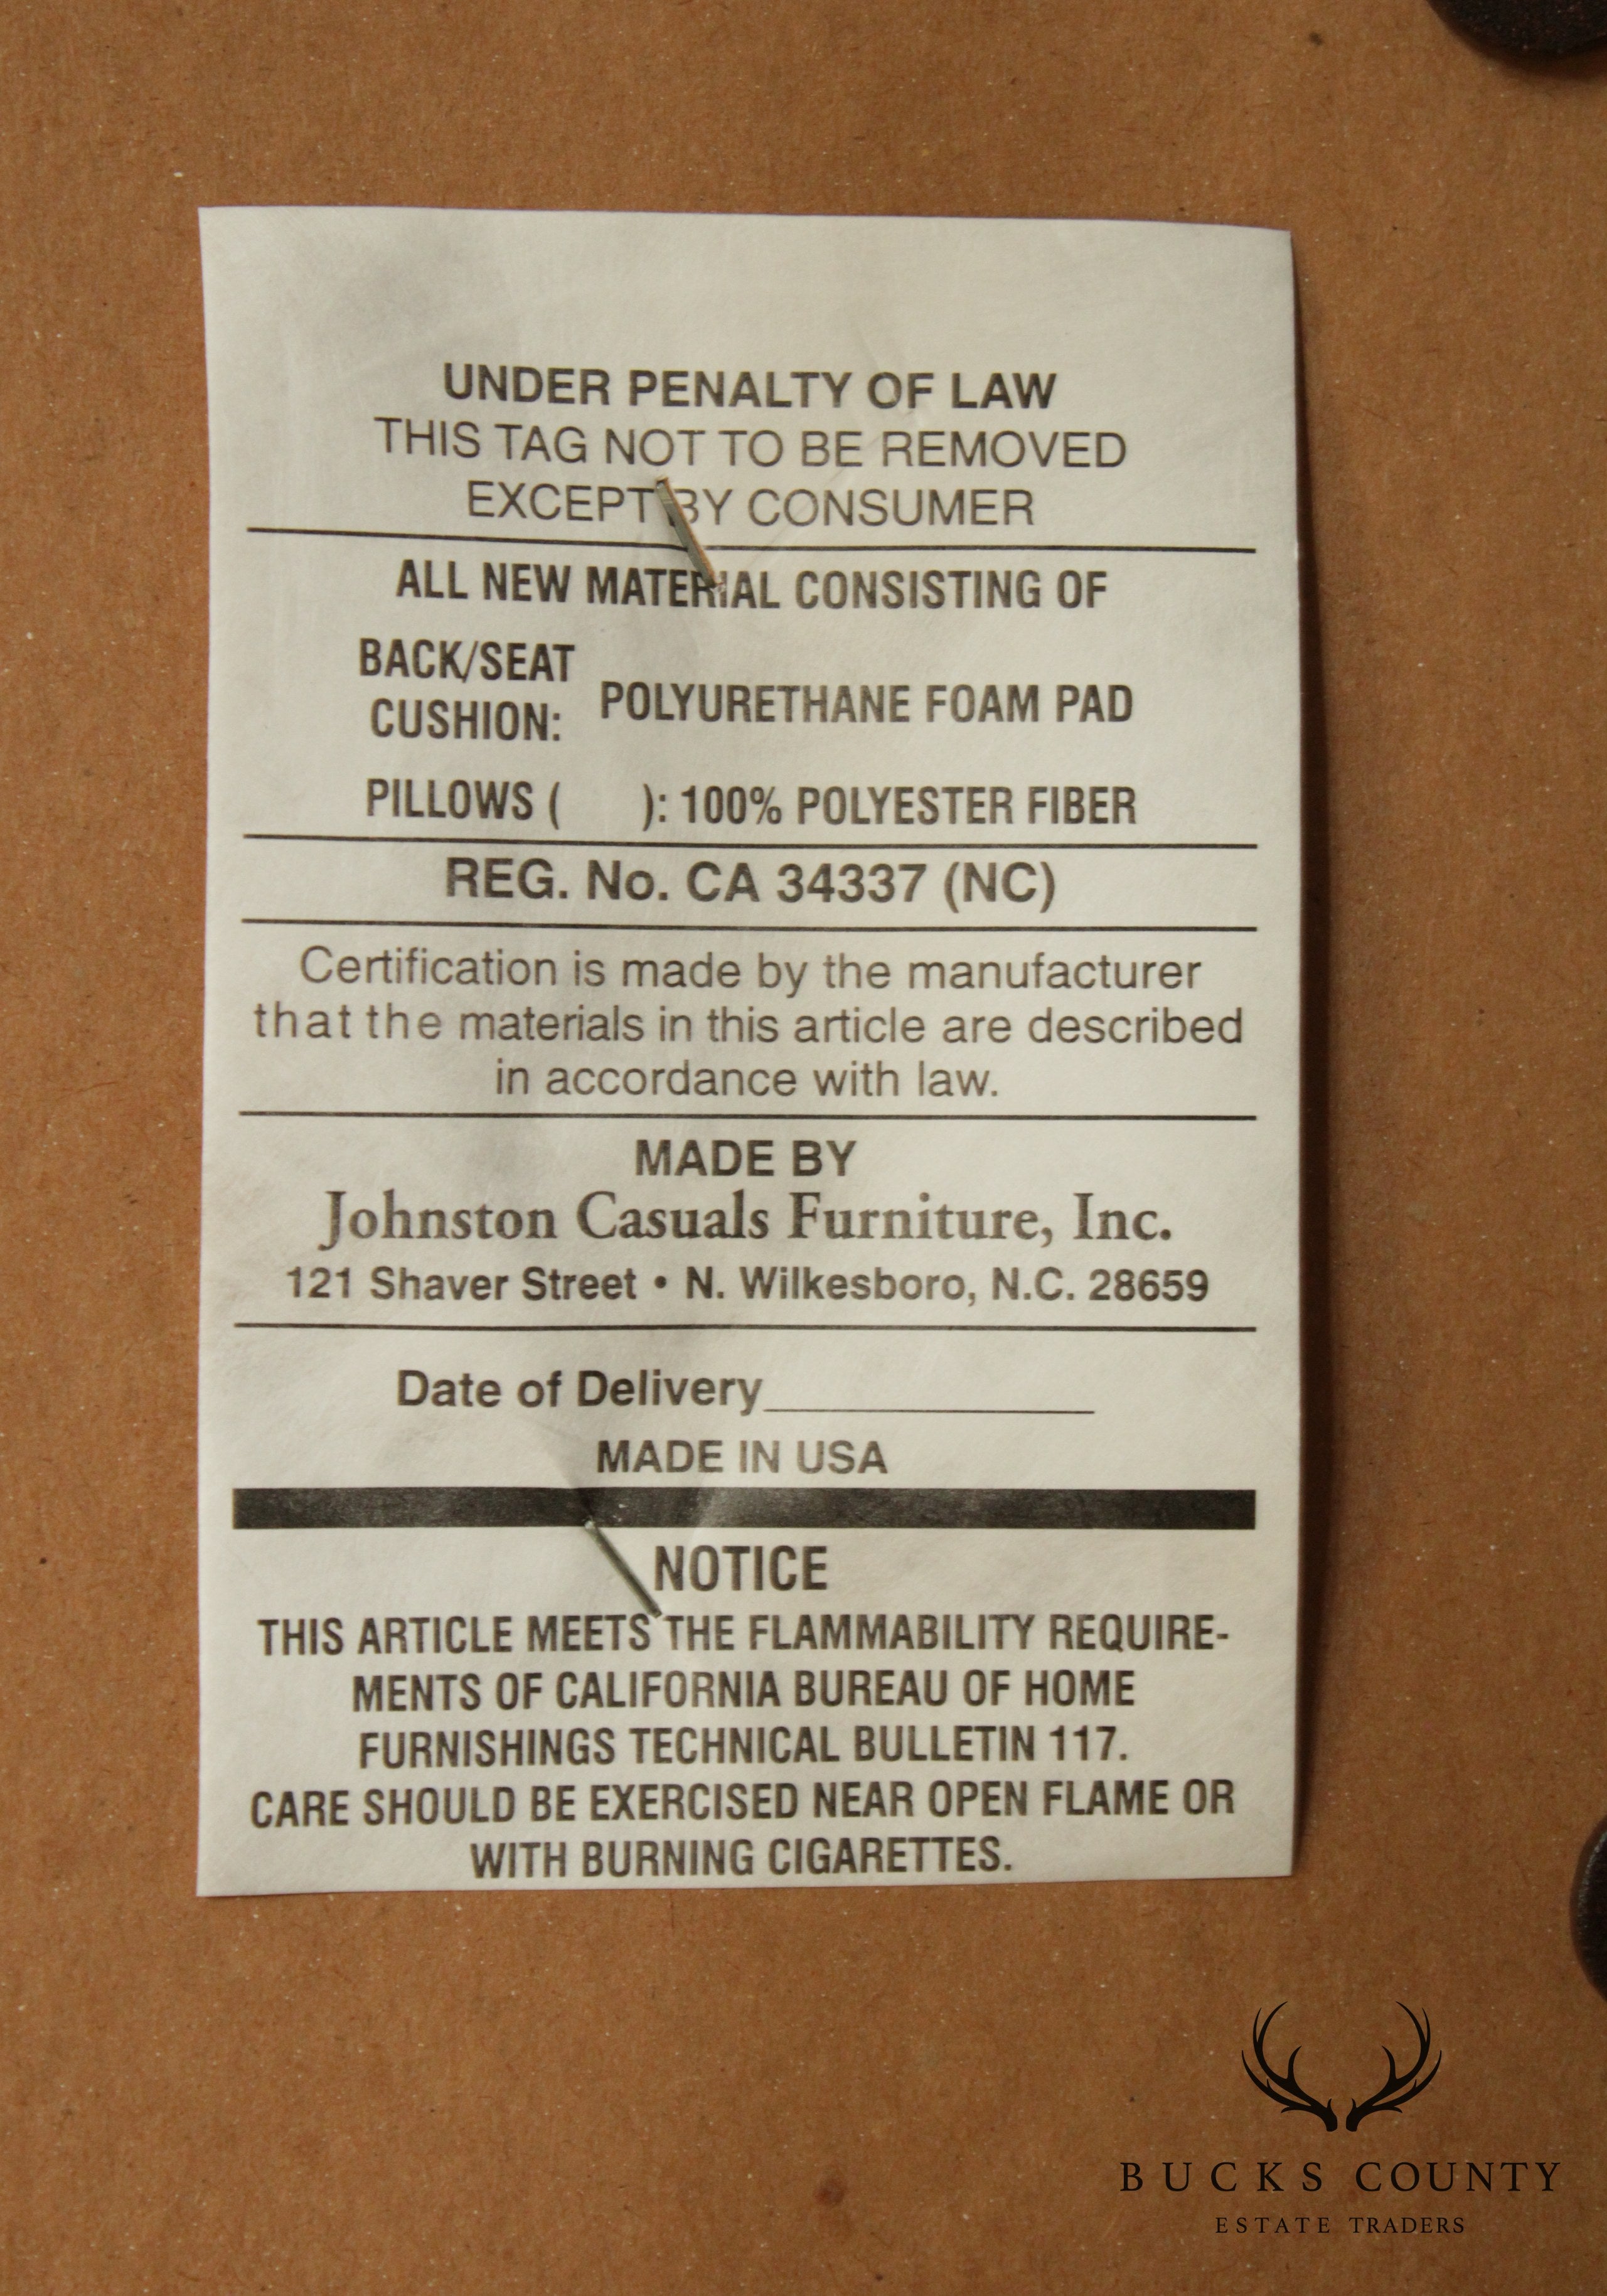 UNDER PENALTY OF LAW
THIS TAG NOT TO BE REMOVED
EXCEPT BY CONSUMER
ALL NEW MATERIAL CONSISTING OF
BACK/SEAT
CUSHION: POLYURETHANE FOAM PAD
PILLOWS (      ): 100% POLYESTER FIBER
REG. No. CA 34337 (NC)
Certification is made by the manufacturer
that the materials in this article are described
in accordance with law.
MADE BY
Johnston Casuals Furniture, Inc.
121 Shaver Street • N. Wilkesboro, N.C. 28659
Date of Delivery______________
MADE IN USA
NOTICE
THIS ARTICLE MEETS THE FLAMMABILITY REQUIRE-
MENTS OF CALIFORNIA BUREAU OF HOME
FURNISHINGS TECHNICAL BULLETIN 117.
CARE SHOULD BE EXERCISED NEAR OPEN FLAME OR
WITH BURNING CIGARETTES.
BUCKS COUNTY
ESTATE TRADERS